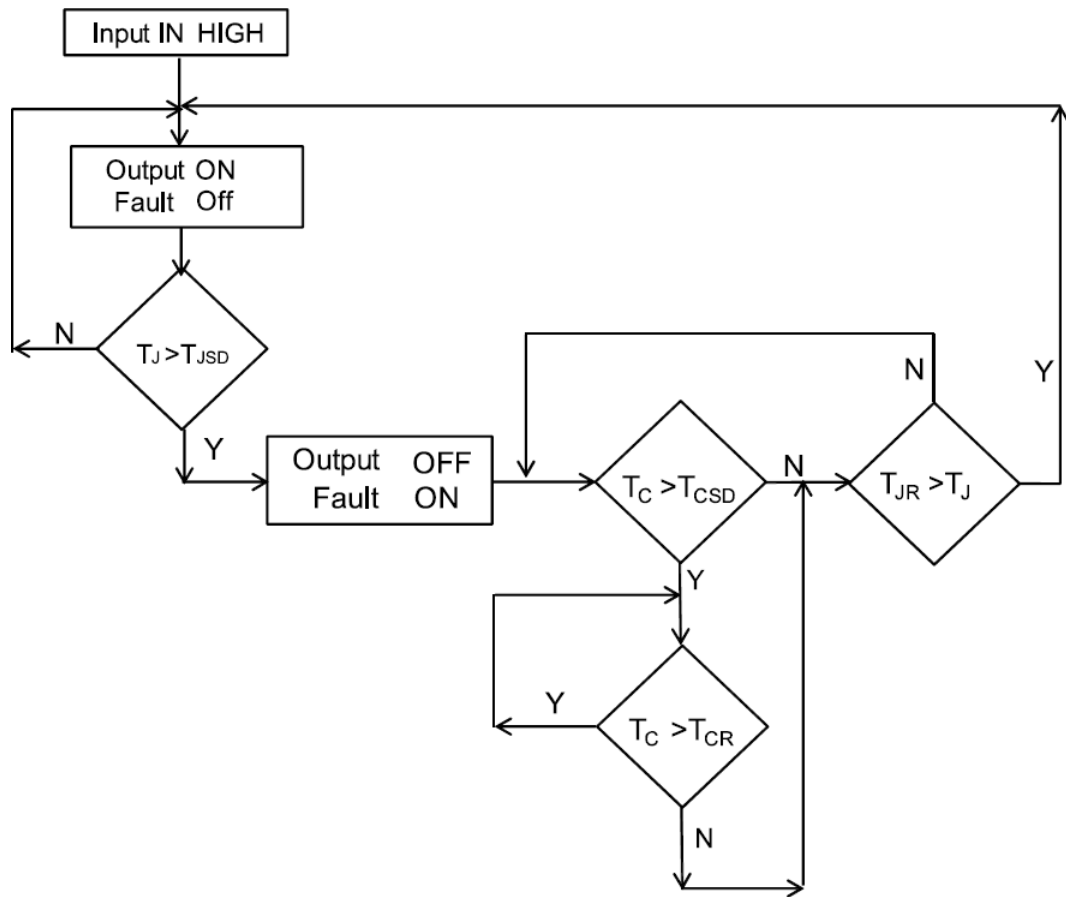 Input IN HIGH
Output ON
Fault Off
N
TJ >TJSD
Y
Output OFF
Fault ON
TC >TCSD
N
TJR >TJ
N
Y
Y
TC >TCR
Y
N